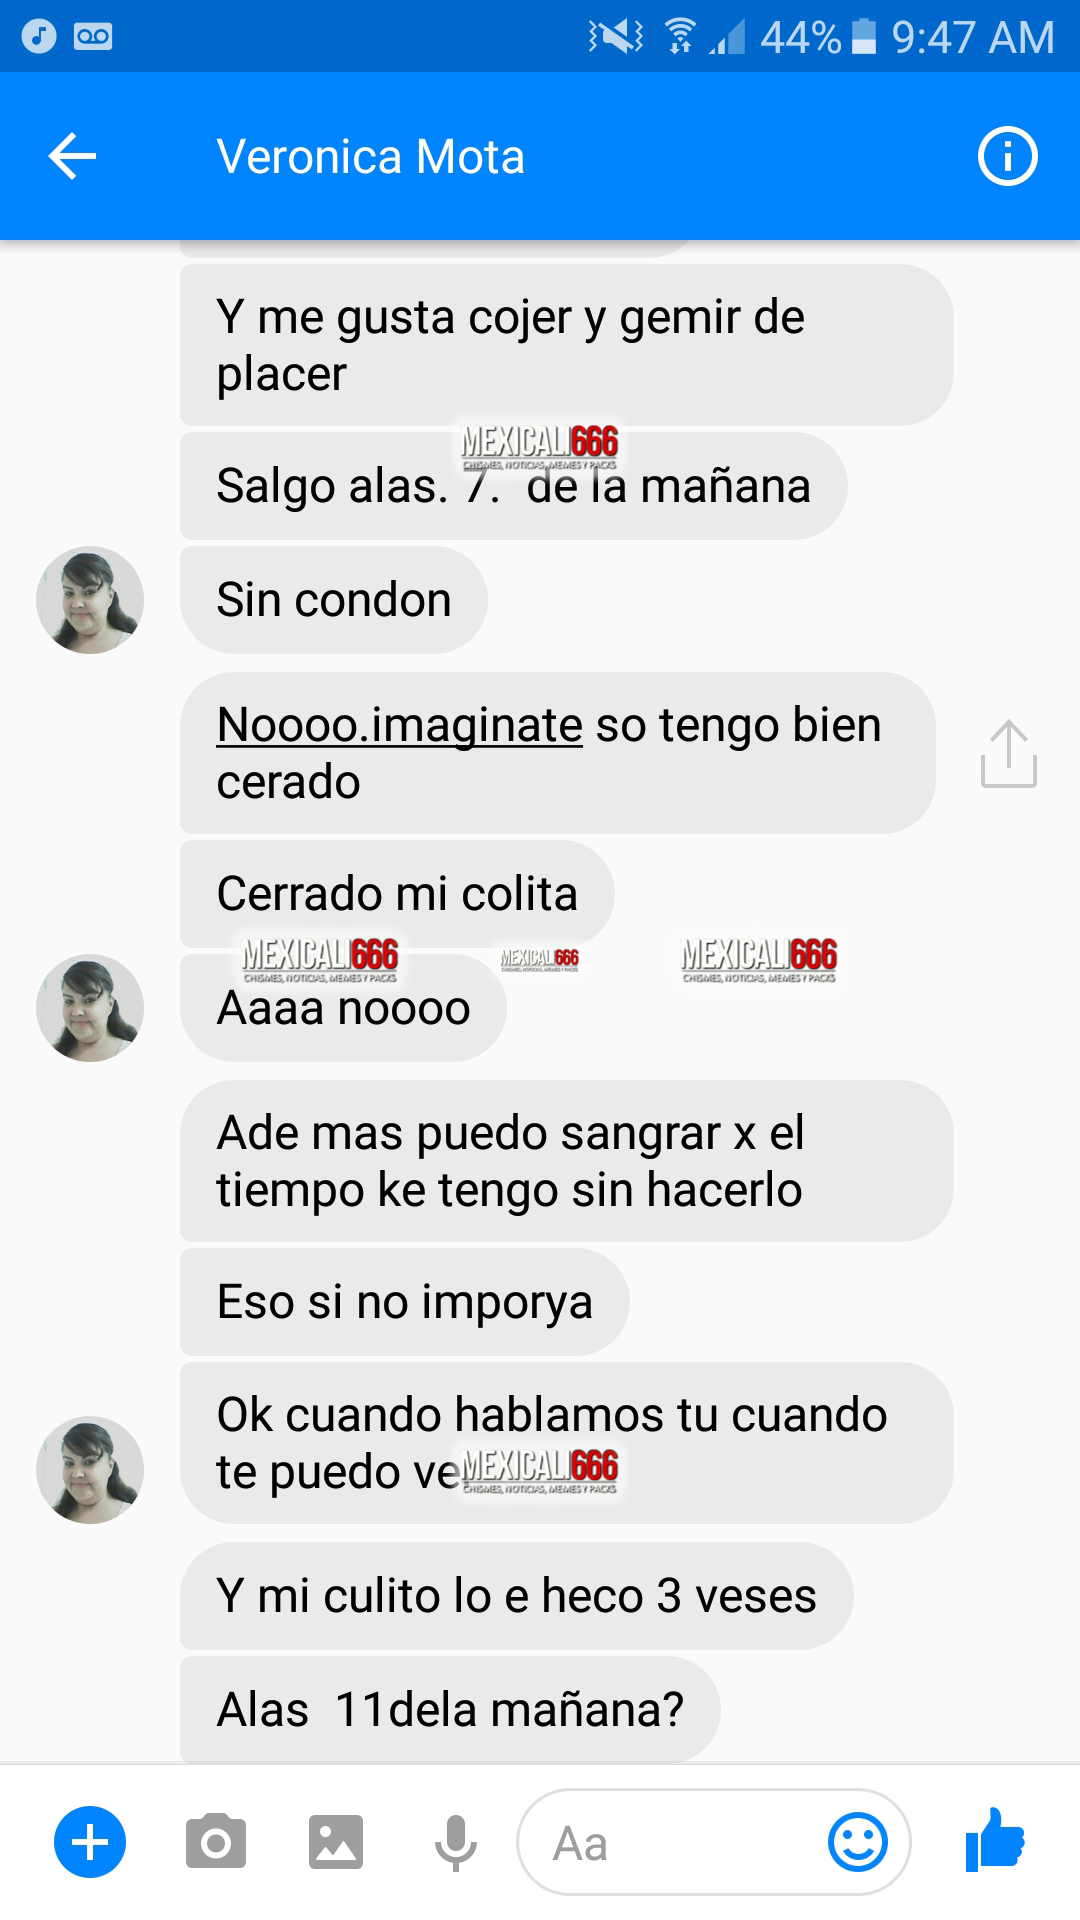 44% 9:47 AM
Veronica Mota
Y me gusta cojer y gemir de
placer
MEXICALI666
CHISMES, NOTICIAS, MEMES Y PACKS
Salgo alas. 7. de la mañana
Sin condon
Noooo.imaginate so tengo bien
cerado
Cerrado mi colita
MEXICALI666 MEXICALI666 MEXICALI666
CHISMES, NOTICIAS, MEMES Y PACKS CHISMES, NOTICIAS, MEMES Y PACKS CHISMES, NOTICIAS, MEMES Y PACKS
Aaaa noooo
Ade mas puedo sangrar x el
tiempo ke tengo sin hacerlo
Eso si no imporya
Ok cuando hablamos tu cuando
te puedo ve MEXICALI666
CHISMES, NOTICIAS, MEMES Y PACKS
Y mi culito lo e heco 3 veses
Alas 11dela mañana?
Aa